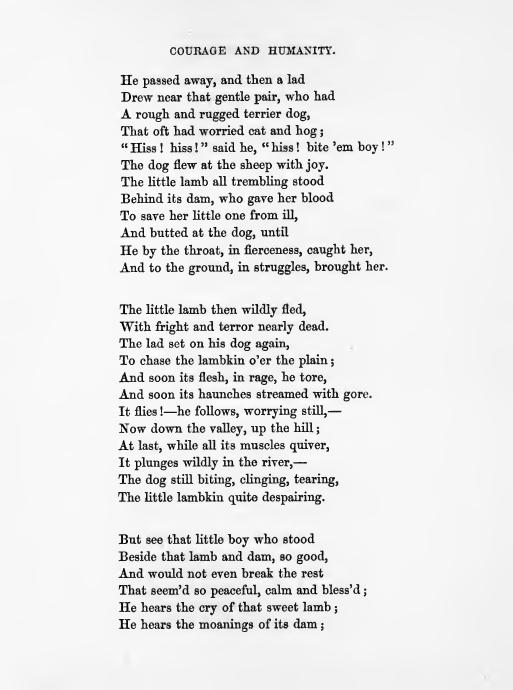 COURAGE AND HUMANITY.
He passed away, and then a lad
Drew near that gentle pair, who had
A rough and rugged terrier dog,
That oft had worried cat and hog;
"Hiss! hiss!" said he, "hiss! bite 'em boy!"
The dog flew at the sheep with joy.
The little lamb all trembling stood
Behind its dam, who gave her blood
To save her little one from ill,
And butted at the dog, until
He by the throat, in fierceness, caught her,
And to the ground, in struggles, brought her.
The little lamb then wildly fled,
With fright and terror nearly dead.
The lad set on his dog again,
To chase the lambkin o'er the plain;
And soon its flesh, in rage, he tore,
And soon its haunches streamed with gore.
It flies!—he follows, worrying still,—
Now down the valley, up the hill;
At last, while all its muscles quiver,
It plunges wildly in the river,—
The dog still biting, clinging, tearing,
The little lambkin quite despairing.
But see that little boy who stood
Beside that lamb and dam, so good,
And would not even break the rest
That seem'd so peaceful, calm and bless'd;
He hears the cry of that sweet lamb;
He hears the moanings of its dam;